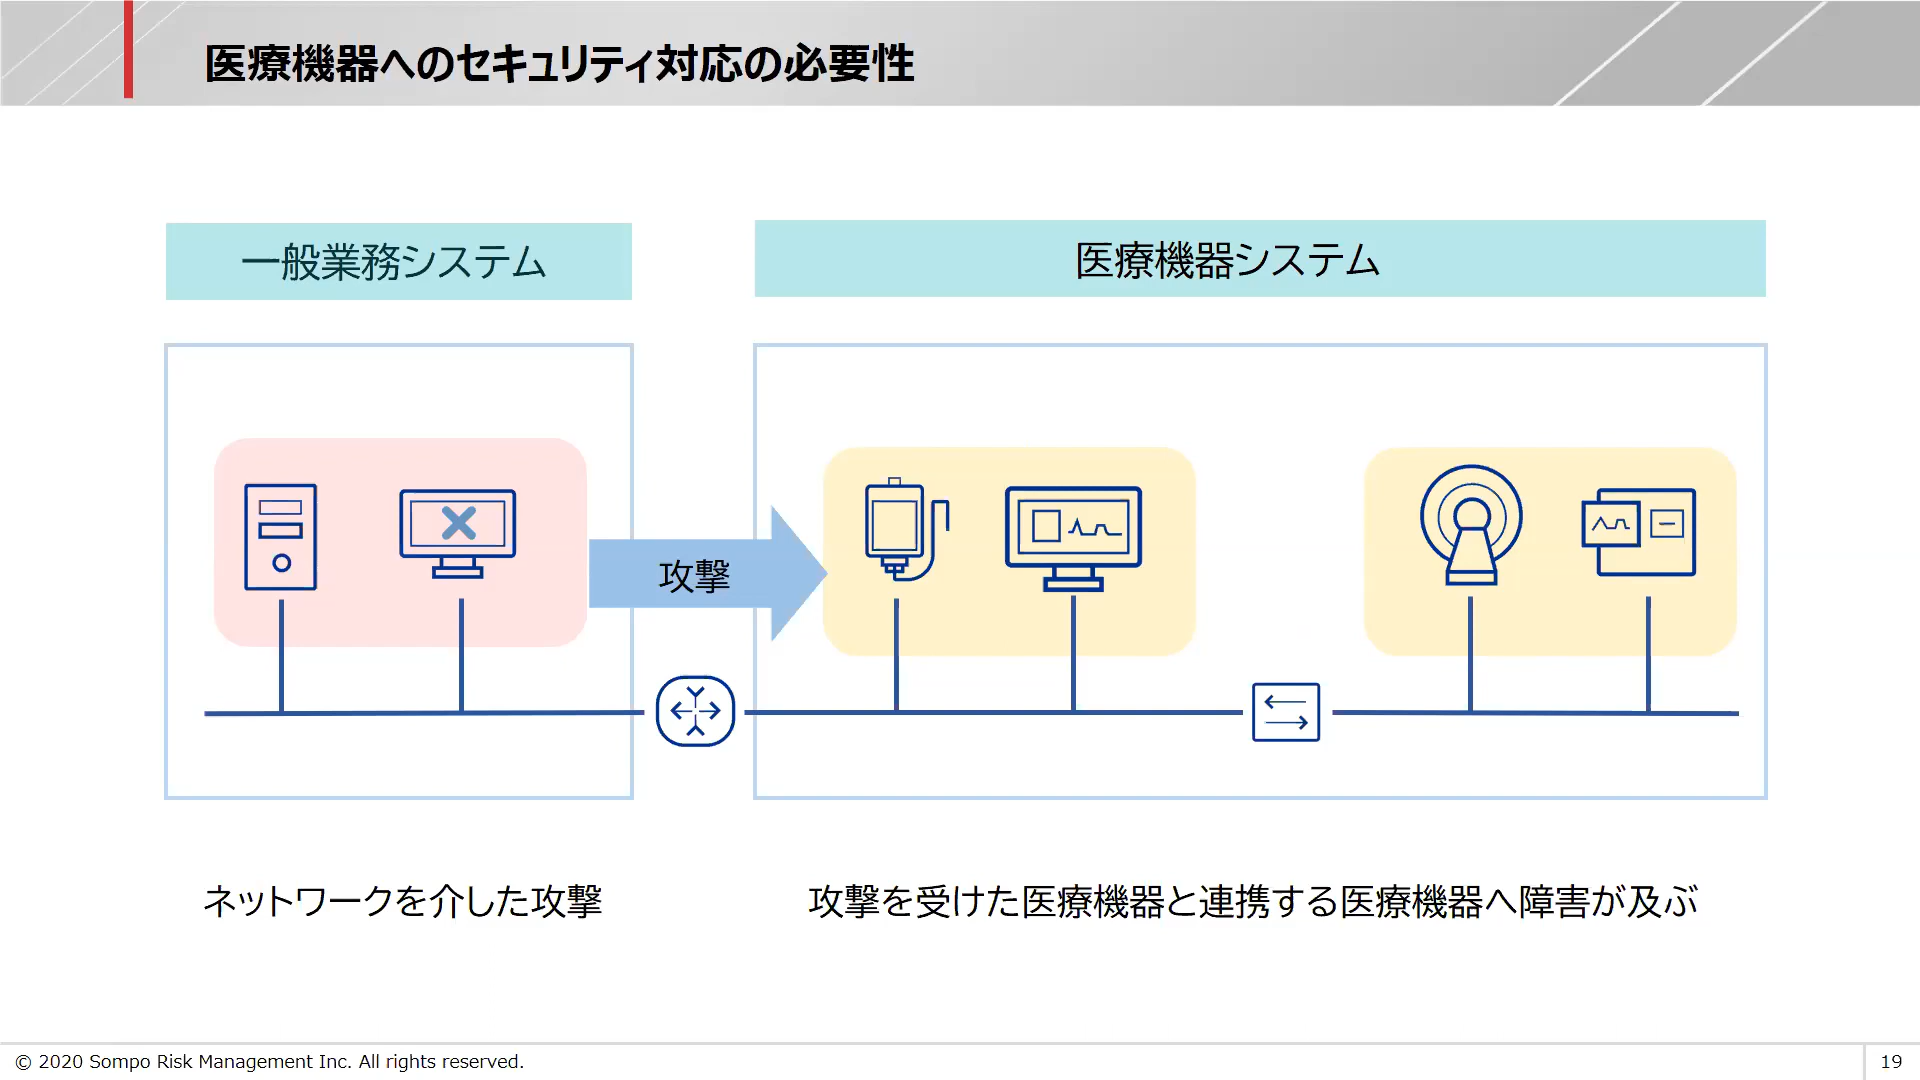 医療機器へのセキュリティ対応の必要性
一般業務システム
医療機器システム
攻撃
ネットワークを介した攻撃
攻撃を受けた医療機器と連携する医療機器へ障害が及ぶ
© 2020 Sompo Risk Management Inc. All rights reserved.
19